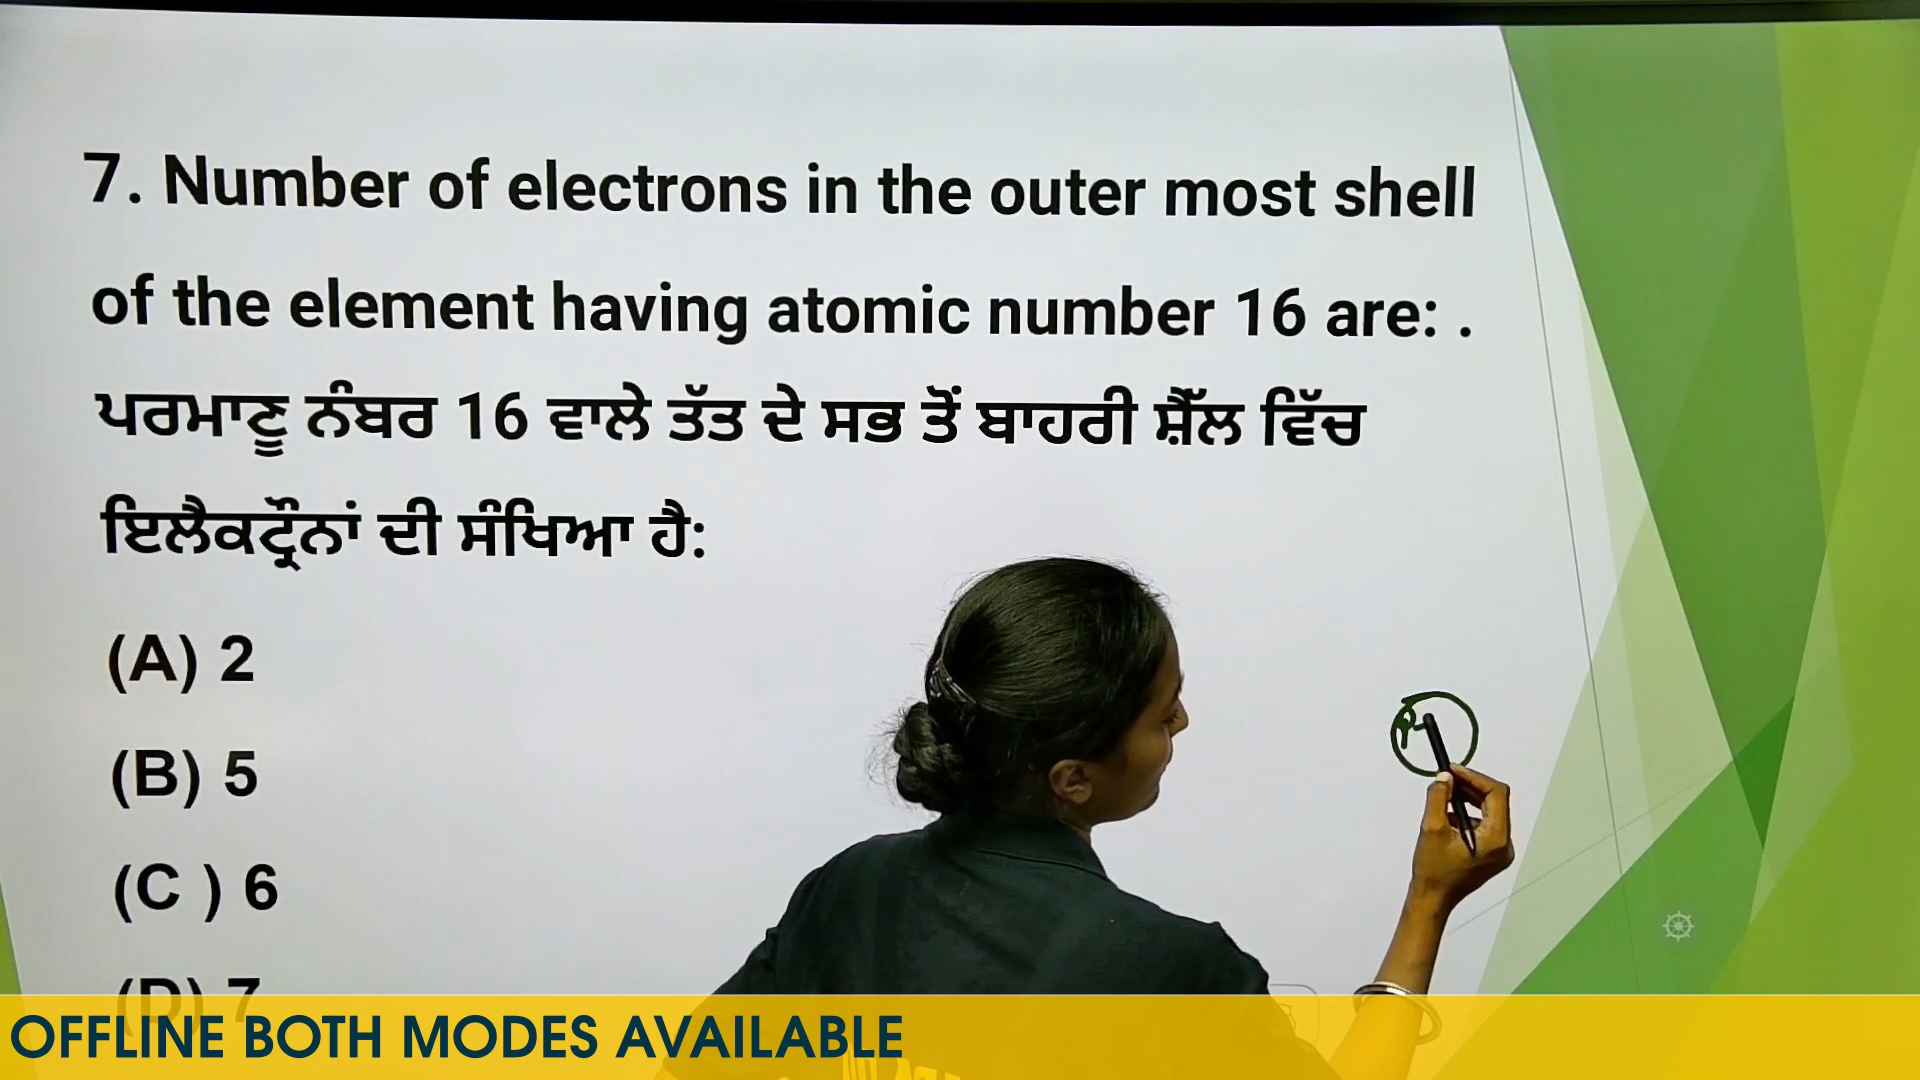 7. Number of electrons in the outer most shell
of the element having atomic number 16 are: .
ਪਰਮਾਣੂ ਨੰਬਰ 16 ਵਾਲੇ ਤੱਤ ਦੇ ਸਭ ਤੋਂ ਬਾਹਰੀ ਸ਼ੈੱਲ ਵਿੱਚ
ਇਲੈਕਟ੍ਰੌਨਾਂ ਦੀ ਸੰਖਿਆ ਹੈ:
(A) 2
(B) 5
(C ) 6
(D) 7
OFFLINE BOTH MODES AVAILABLE